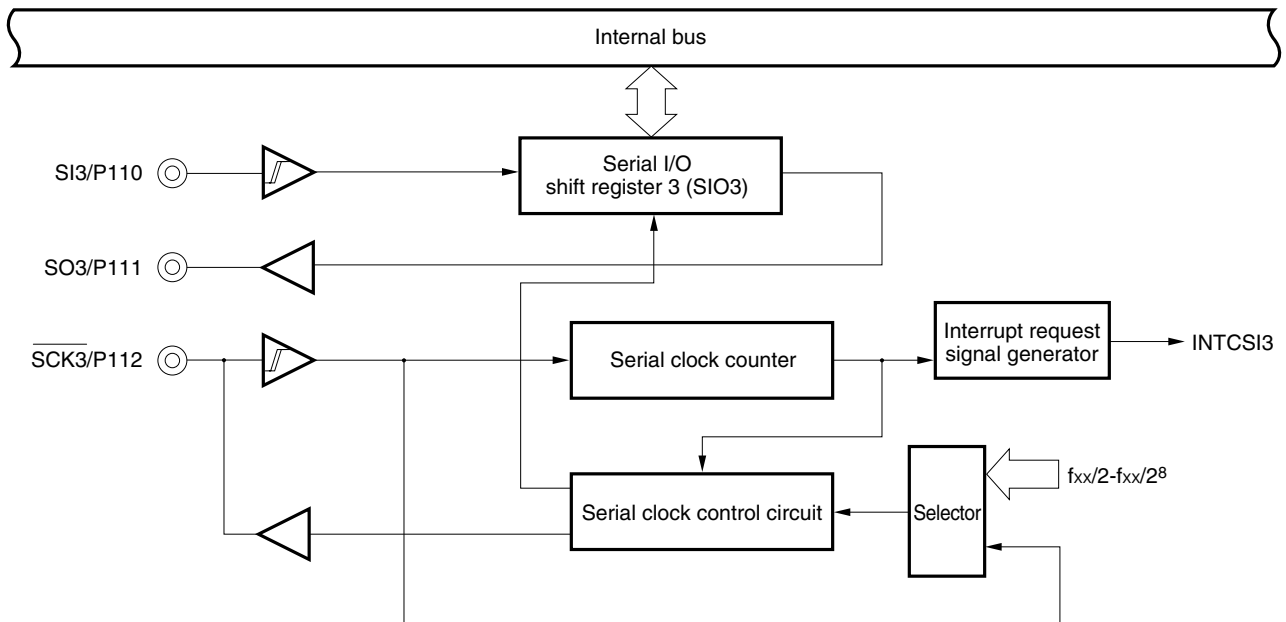 Internal bus
SI3/P110
Serial I/O
shift register 3 (SIO3)
SO3/P111
SCK3/P112
Serial clock counter
Interrupt request
signal generator
INTCSI3
Serial clock control circuit
Selector
fxx/2-fxx/2⁸